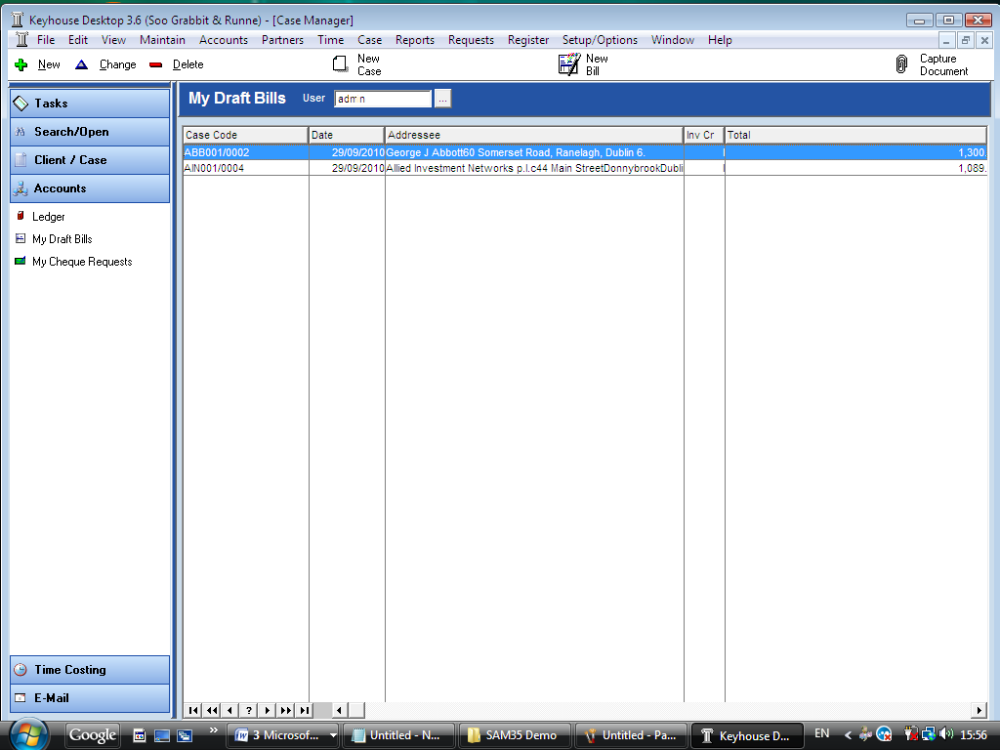 Keyhouse Desktop 3.6 (Soo Grabbit & Runne) - [Case Manager]
File Edit View Maintain Accounts Partners Time Case Reports Requests Register Setup/Options Window Help
New Change Delete New Case New Bill Capture Document
Tasks
Search/Open
Client / Case
Accounts
Ledger
My Draft Bills
My Cheque Requests
My Draft Bills User admin ...
Case Code Date Addressee Inv Cr Total
ABB001/0002 29/09/2010 George J Abbott60 Somerset Road, Ranelagh, Dublin 6. I 1,300.
AIN001/0004 29/09/2010 Allied Investment Networks p.l.c44 Main StreetDonnybrookDubli I 1,089.
Time Costing
E-Mail
?
Google » 3 Microsof... Untitled - N... SAM35 Demo Untitled - Pa... Keyhouse D... EN < 15:56